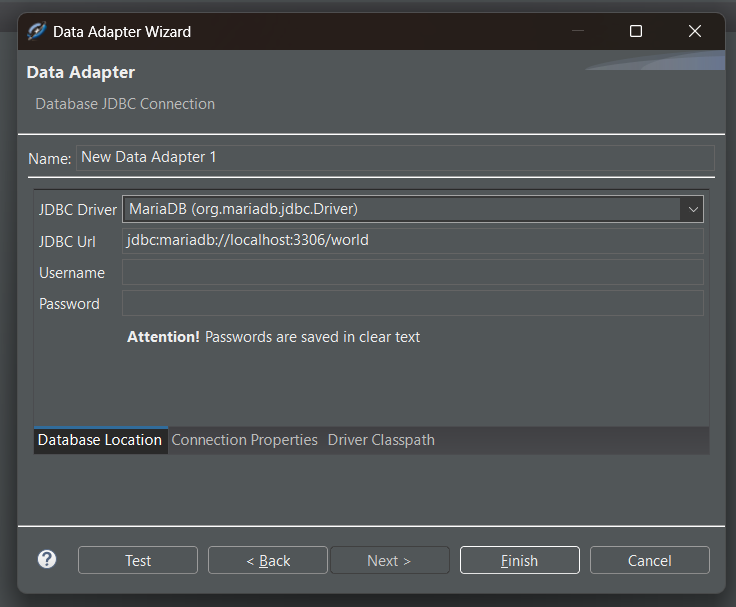 Data Adapter Wizard
Data Adapter
Database JDBC Connection
Name: New Data Adapter 1
JDBC Driver MariaDB (org.mariadb.jdbc.Driver)
JDBC Url jdbc:mariadb://localhost:3306/world
Username
Password
Attention! Passwords are saved in clear text
Database Location Connection Properties Driver Classpath
? Test < Back Next > Finish Cancel